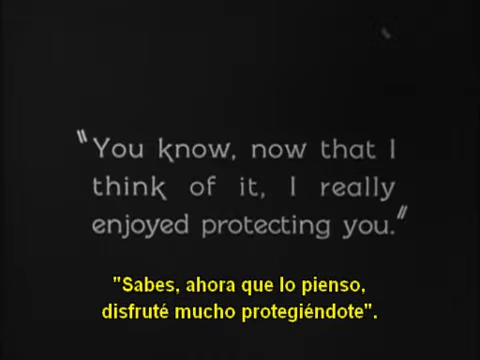 "You know, now that I
think of it, I really
enjoyed protecting you."
"Sabes, ahora que lo pienso,
disfruté mucho protegiéndote".